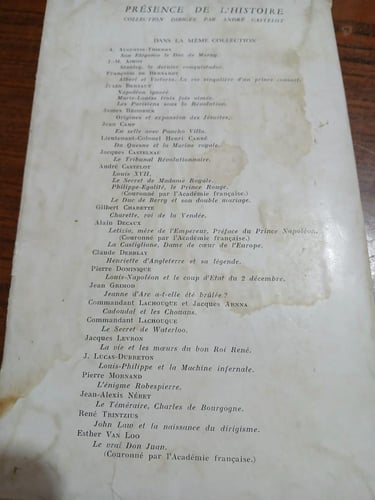 PRÉSENCE DE L'HISTOIRE
COLLECTION DIRIGÉE PAR ANDRÉ CASTELOT
DANS LA MÊME COLLECTION
A. AUGUSTIN-THIERRY
Son Élégance le Duc de Morny.
J.-M. AIMOT
Stanley, le dernier conquistador.
Françoise DE BERNARDY
Albert et Victoria. La vie singulière d'un prince consort.
JULES BERTAUT
Napoléon ignoré.
Marie-Louise trois fois aimée.
Les Parisiens sous la Révolution.
James BRODRICK
Origines et expansion des Jésuites.
Jean CAMP
En selle avec Pancho Villa.
Lieutenant-Colonel Henri CARRÉ
Du Quesne et la Marine royale.
Jacques CASTELNAU
Le Tribunal Révolutionnaire.
André CASTELOT
Louis XVII.
Le Secret de Madame Royale.
Philippe-Egalité, le Prince Rouge.
(Couronné par l'Académie française.)
Le Duc de Berry et son double mariage.
Gilbert CHARETTE
Charette, roi de la Vendée.
Alain DECAUX
Letizia, mère de l'Empereur, Préface du Prince Napoléon.
(Couronné par l'Académie française.)
La Castiglione, Dame de cœur de l'Europe.
Claude DERBLAY
Henriette d'Angleterre et sa légende.
Pierre DOMINIQUE
Louis-Napoléon et le coup d'Etat du 2 décembre.
Jean GRIMOD
Jeanne d'Arc a-t-elle été brûlée ?
Commandant LACHOUQUE et Jacques ARNNA
Cadoudal et les Chouans.
Commandant LACHOUQUE
Le Secret de Waterloo.
Jacques LEVRON
La vie et les mœurs du bon Roi René.
J. LUCAS-DUBRETON
Louis-Philippe et la Machine infernale.
Pierre MORNAND
L'énigme Robespierre.
Jean-Alexis NÉRET
Le Téméraire, Charles de Bourgogne.
René TRINTZIUS
John Law et la naissance du dirigisme.
Esther VAN LOO
Le vrai Don Juan.
(Couronné par l'Académie française.)